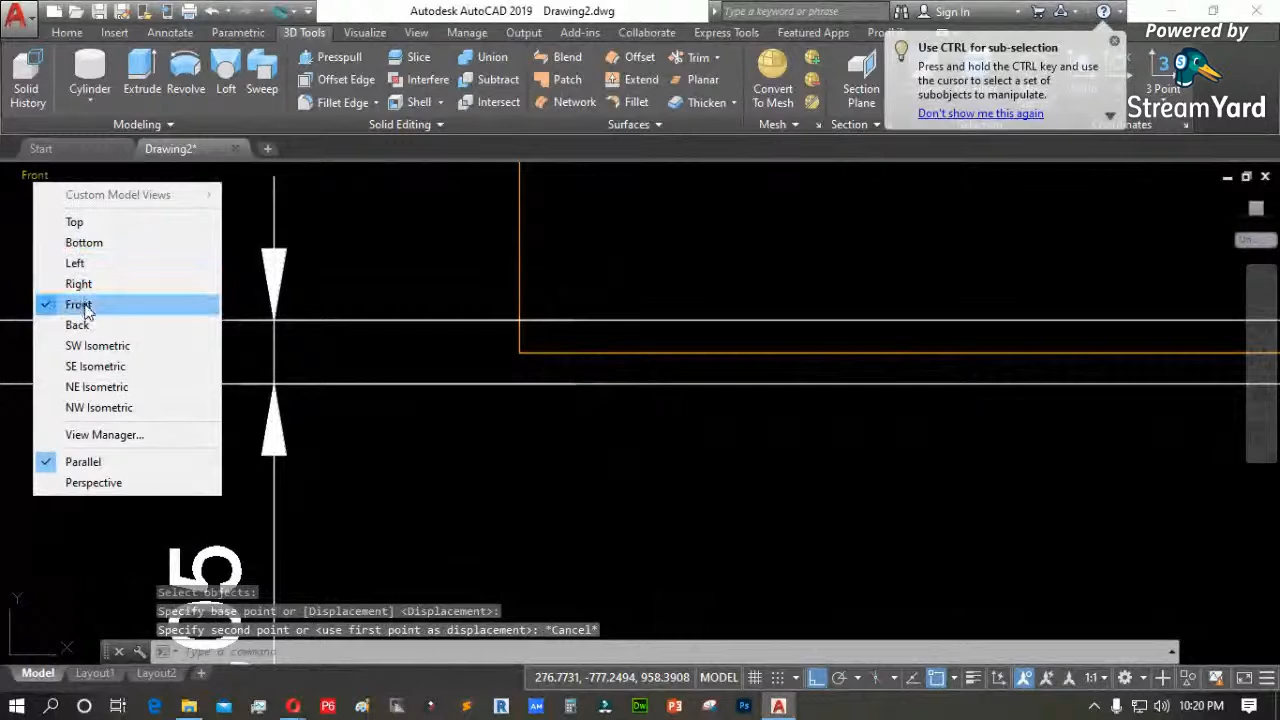 Autodesk AutoCAD 2019 Drawing2.dwg
Type a keyword or phrase
Sign In
Home Insert Annotate Parametric 3D Tools Visualize View Manage Output Add-ins Collaborate Express Tools Featured Apps
Powered by
StreamYard
Solid History
Cylinder
Extrude
Revolve
Loft
Sweep
Presspull
Offset Edge
Fillet Edge
Slice
Interfere
Shell
Union
Subtract
Intersect
Blend
Patch
Network
Offset
Extend
Fillet
Trim
Planar
Thicken
Convert To Mesh
Section Plane
3 Point
Modeling
Solid Editing
Surfaces
Mesh
Section
Coordinates
Use CTRL for sub-selection
Press and hold the CTRL key and use
the cursor to select a set of
subobjects to manipulate.
Don't show me this again
Start
Drawing2*
Front
Custom Model Views
Top
Bottom
Left
Right
Front
Back
SW Isometric
SE Isometric
NE Isometric
NW Isometric
View Manager...
Parallel
Perspective
Un...
Y
X
Select objects:
Specify base point or [Displacement] <Displacement>:
Specify second point or <use first point as displacement>: *Cancel*
Type a command
Model Layout1 Layout2
276.7731, -777.2494, 958.3908 MODEL
1:1
10:20 PM